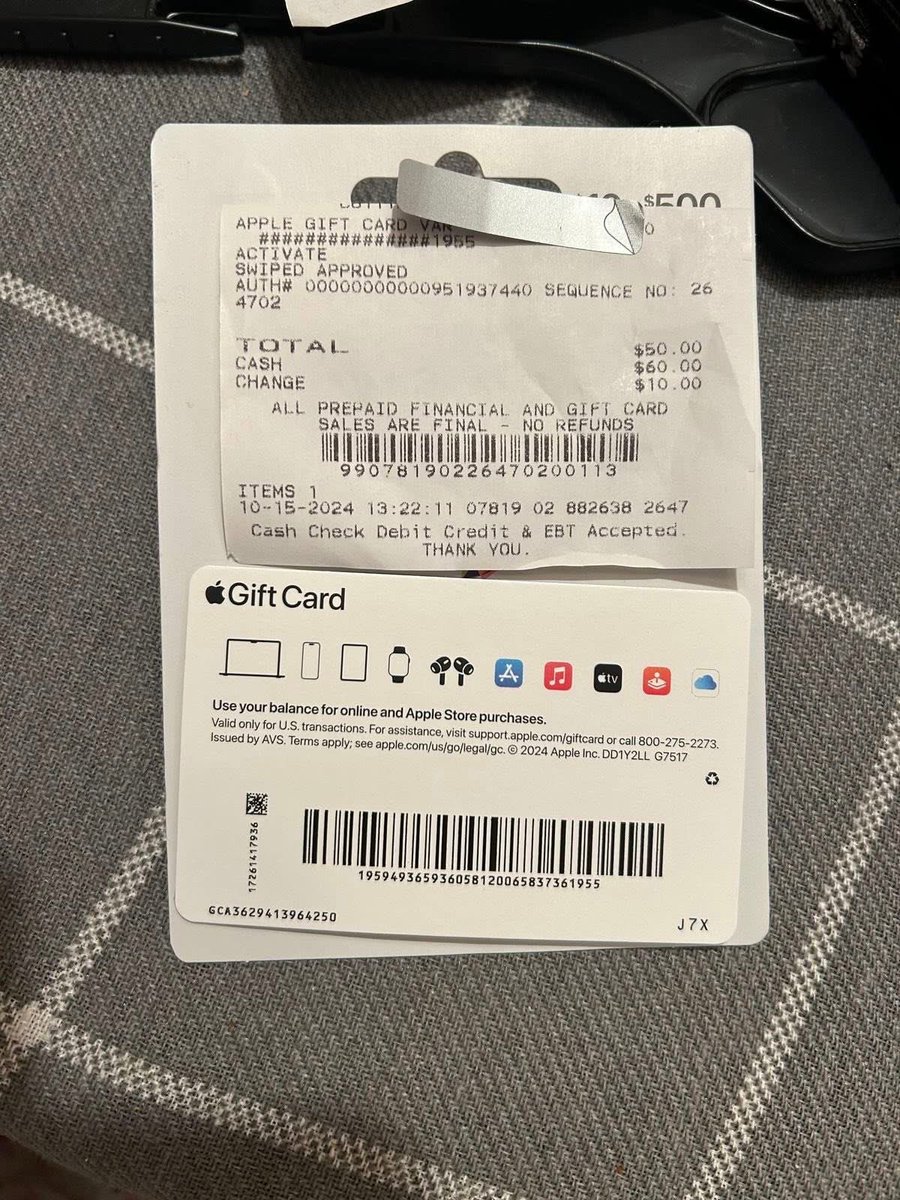 $500
APPLE GIFT CARD
###############1955
ACTIVATE
SWIPED APPROVED
AUTH# 00000000000951937440 SEQUENCE NO: 26
4702
TOTAL $50.00
CASH $60.00
CHANGE $10.00
ALL PREPAID FINANCIAL AND GIFT CARD
SALES ARE FINAL - NO REFUNDS
99078190226470200113
ITEMS 1
10-15-2024 13:22:11 07819 02 882638 2647
Cash Check Debit Credit & EBT Accepted.
THANK YOU.
Gift Card
tv
Use your balance for online and Apple Store purchases.
Valid only for U.S. transactions. For assistance, visit support.apple.com/giftcard or call 800-275-2273.
Issued by AVS. Terms apply; see apple.com/us/go/legal/gc. © 2024 Apple Inc. DD1Y2LL G7517
17261417936
195949365936058120065837361955
GCA3629413964250
J7X